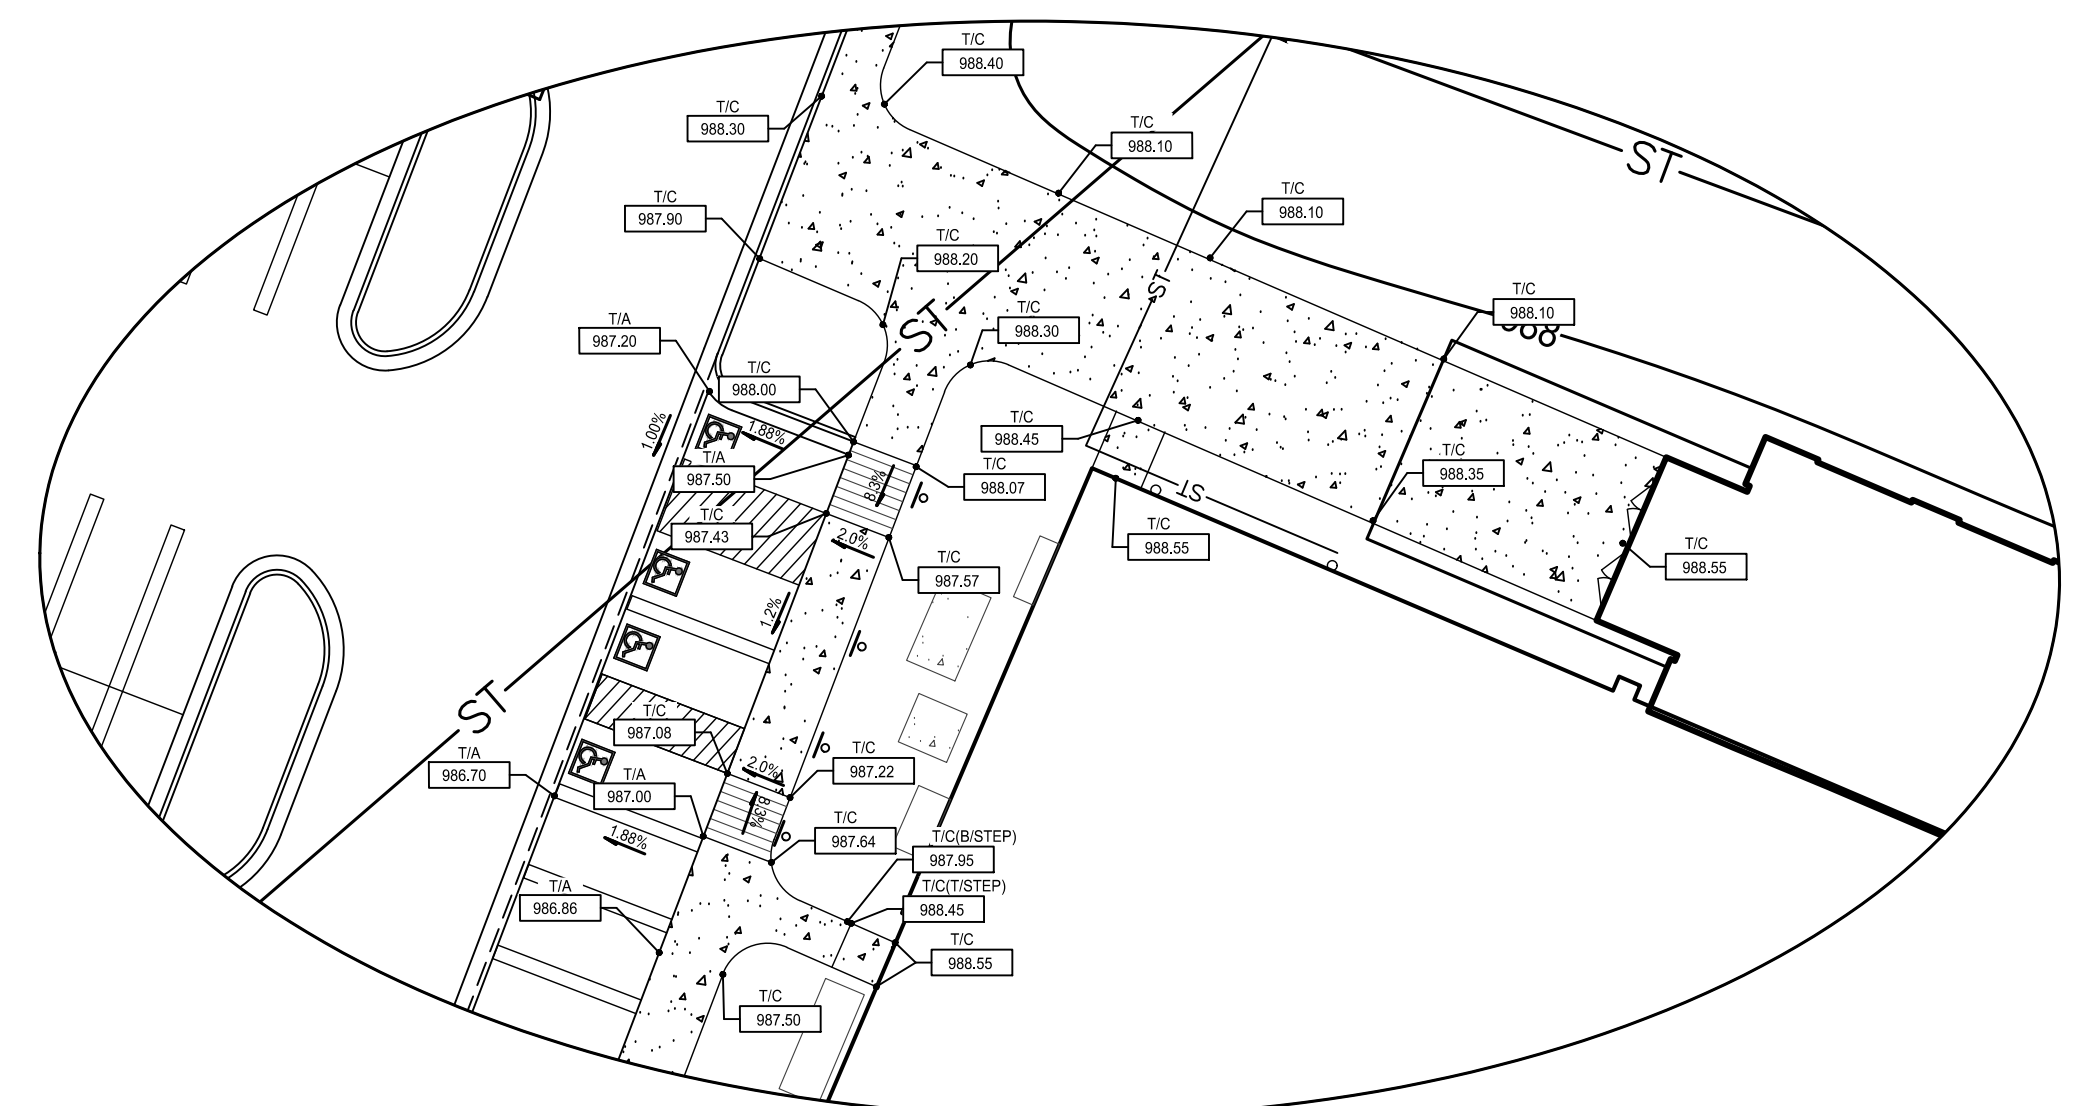 T/C
988.40
T/C
988.30
T/C
988.10
ST
T/C
987.90
T/C
988.10
T/C
988.20
ST
T/C
988.10
988
T/C
988.30
ST
T/A
987.20
T/C
988.00
1.00%
1.88%
T/C
988.45
T/C
988.35
T/A
987.50
8.3%
T/C
988.07
ST
T/C
987.43
2.0%
T/C
988.55
T/C
988.55
T/C
987.57
1.2%
ST
T/C
987.08
T/A
986.70
T/A
987.00
2.0%
T/C
987.22
8.3%
1.88%
T/C
987.64
T/C(B/STEP)
987.95
T/A
986.86
T/C(T/STEP)
988.45
T/C
988.55
T/C
987.50